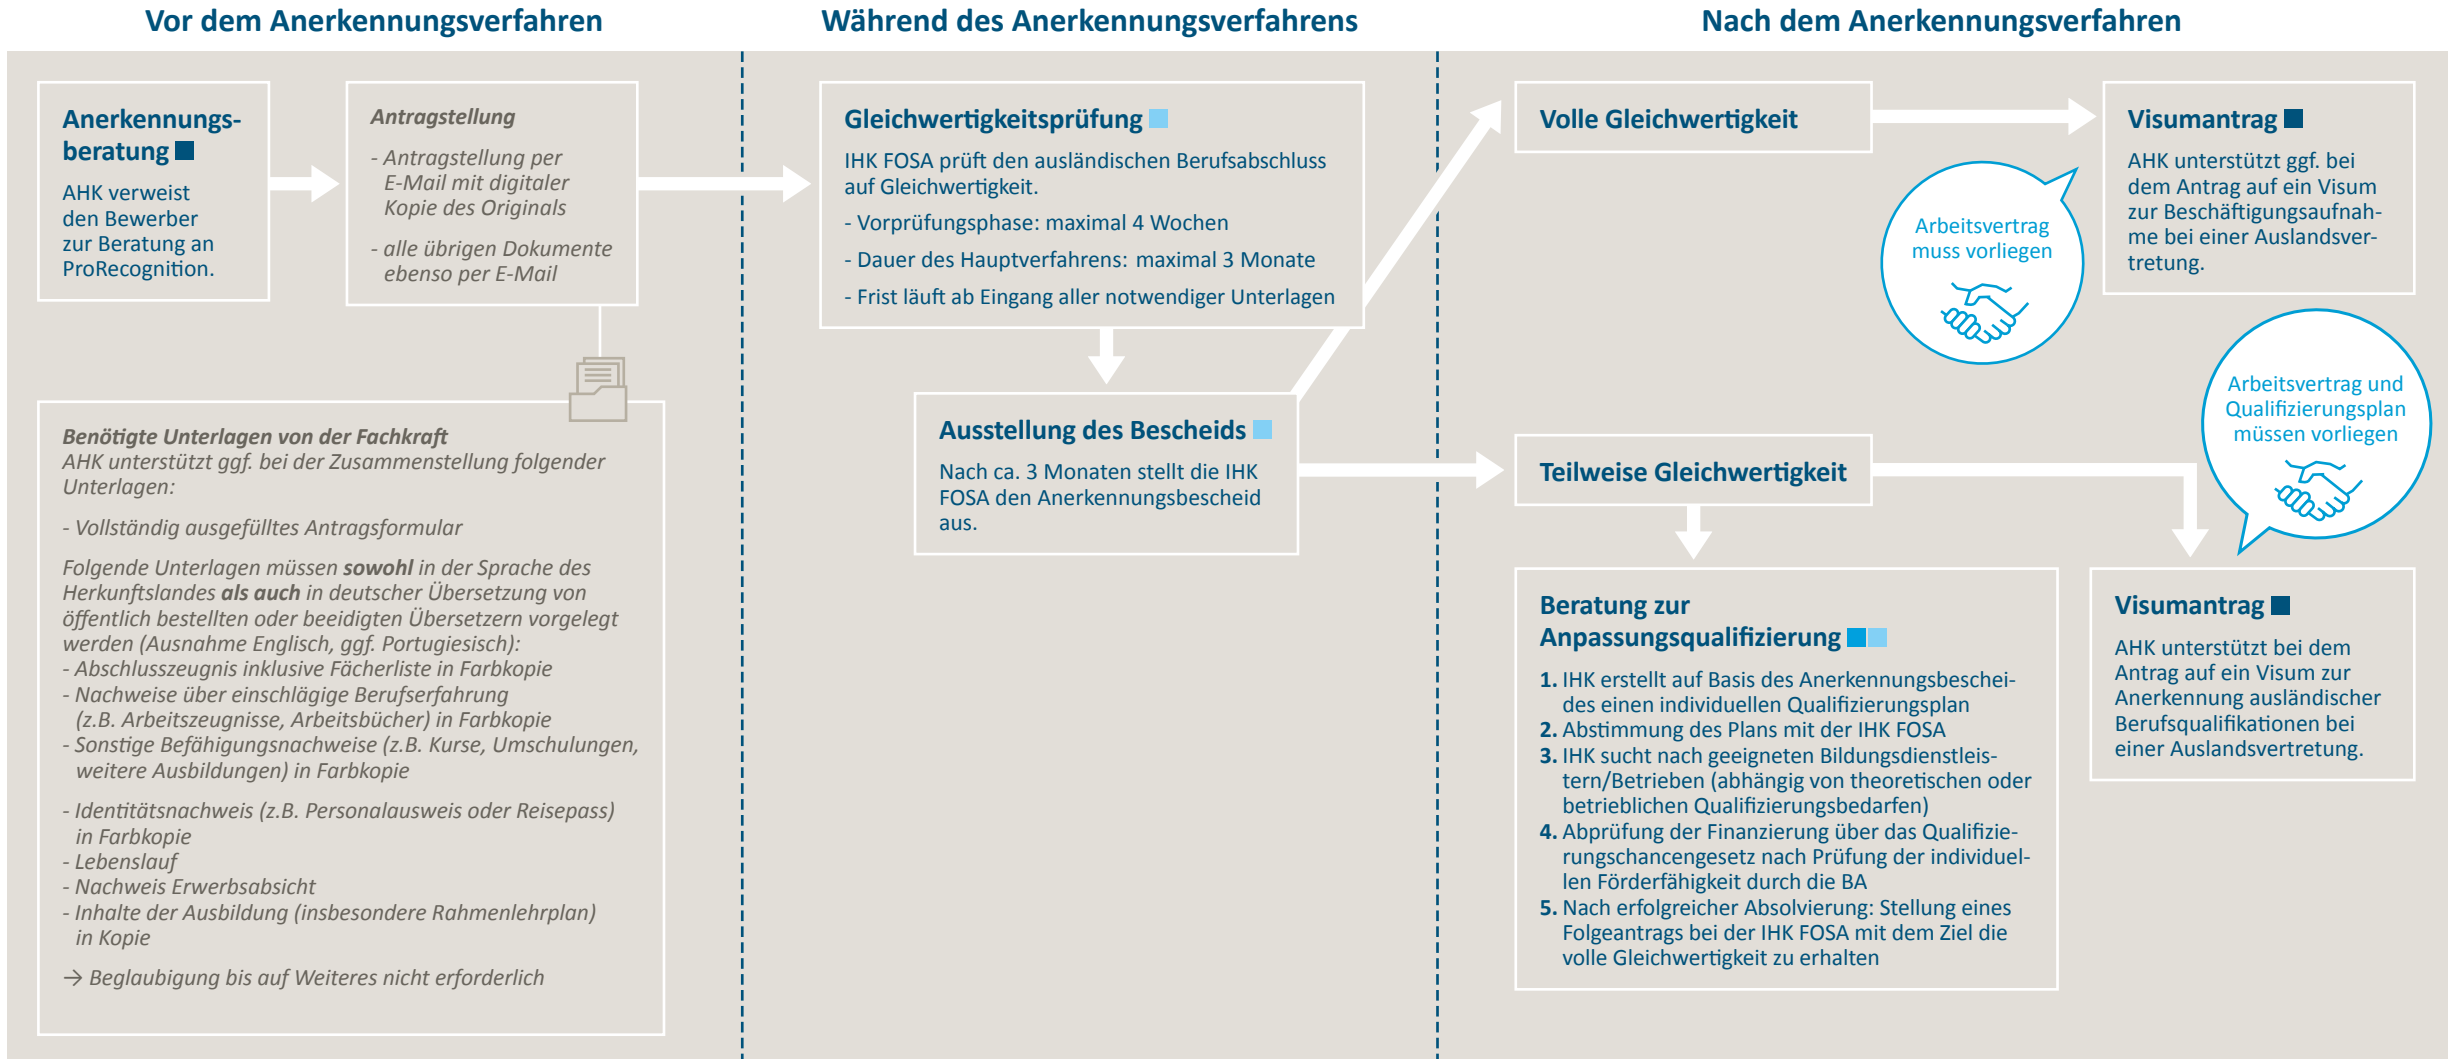 Vor dem Anerkennungsverfahren
Während des Anerkennungsverfahrens
Nach dem Anerkennungsverfahren
Anerkennungs-
beratung
AHK verweist
den Bewerber
zur Beratung an
ProRecognition.
Antragstellung
- Antragstellung per
E-Mail mit digitaler
Kopie des Originals
- alle übrigen Dokumente
ebenso per E-Mail
Benötigte Unterlagen von der Fachkraft
AHK unterstützt ggf. bei der Zusammenstellung folgender
Unterlagen:
- Vollständig ausgefülltes Antragsformular
Folgende Unterlagen müssen sowohl in der Sprache des
Herkunftslandes als auch in deutscher Übersetzung von
öffentlich bestellten oder beeidigten Übersetzern vorgelegt
werden (Ausnahme Englisch, ggf. Portugiesisch):
- Abschlusszeugnis inklusive Fächerliste in Farbkopie
- Nachweise über einschlägige Berufserfahrung
(z.B. Arbeitszeugnisse, Arbeitsbücher) in Farbkopie
- Sonstige Befähigungsnachweise (z.B. Kurse, Umschulungen,
weitere Ausbildungen) in Farbkopie
- Identitätsnachweis (z.B. Personalausweis oder Reisepass)
in Farbkopie
- Lebenslauf
- Nachweis Erwerbsabsicht
- Inhalte der Ausbildung (insbesondere Rahmenlehrplan)
in Kopie
→ Beglaubigung bis auf Weiteres nicht erforderlich
Gleichwertigkeitsprüfung
IHK FOSA prüft den ausländischen Berufsabschluss
auf Gleichwertigkeit.
- Vorprüfungsphase: maximal 4 Wochen
- Dauer des Hauptverfahrens: maximal 3 Monate
- Frist läuft ab Eingang aller notwendiger Unterlagen
Ausstellung des Bescheids
Nach ca. 3 Monaten stellt die IHK
FOSA den Anerkennungsbescheid
aus.
Volle Gleichwertigkeit
Arbeitsvertrag
muss vorliegen
Visumantrag
AHK unterstützt ggf. bei
dem Antrag auf ein Visum
zur Beschäftigungsaufnah-
me bei einer Auslandsver-
tretung.
Teilweise Gleichwertigkeit
Arbeitsvertrag und
Qualifizierungsplan
müssen vorliegen
Beratung zur
Anpassungsqualifizierung
1. IHK erstellt auf Basis des Anerkennungsbeschei-
des einen individuellen Qualifizierungsplan
2. Abstimmung des Plans mit der IHK FOSA
3. IHK sucht nach geeigneten Bildungsdienstleis-
tern/Betrieben (abhängig von theoretischen oder
betrieblichen Qualifizierungsbedarfen)
4. Abprüfung der Finanzierung über das Qualifizie-
rungschancengesetz nach Prüfung der individuel-
len Förderfähigkeit durch die BA
5. Nach erfolgreicher Absolvierung: Stellung eines
Folgeantrags bei der IHK FOSA mit dem Ziel die
volle Gleichwertigkeit zu erhalten
Visumantrag
AHK unterstützt bei dem
Antrag auf ein Visum zur
Anerkennung ausländischer
Berufsqualifikationen bei
einer Auslandsvertretung.